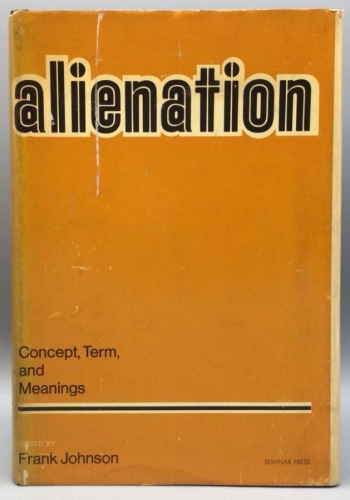 alienation
Concept, Term,
and
Meanings
EDITED BY
Frank Johnson
SEMINAR PRESS